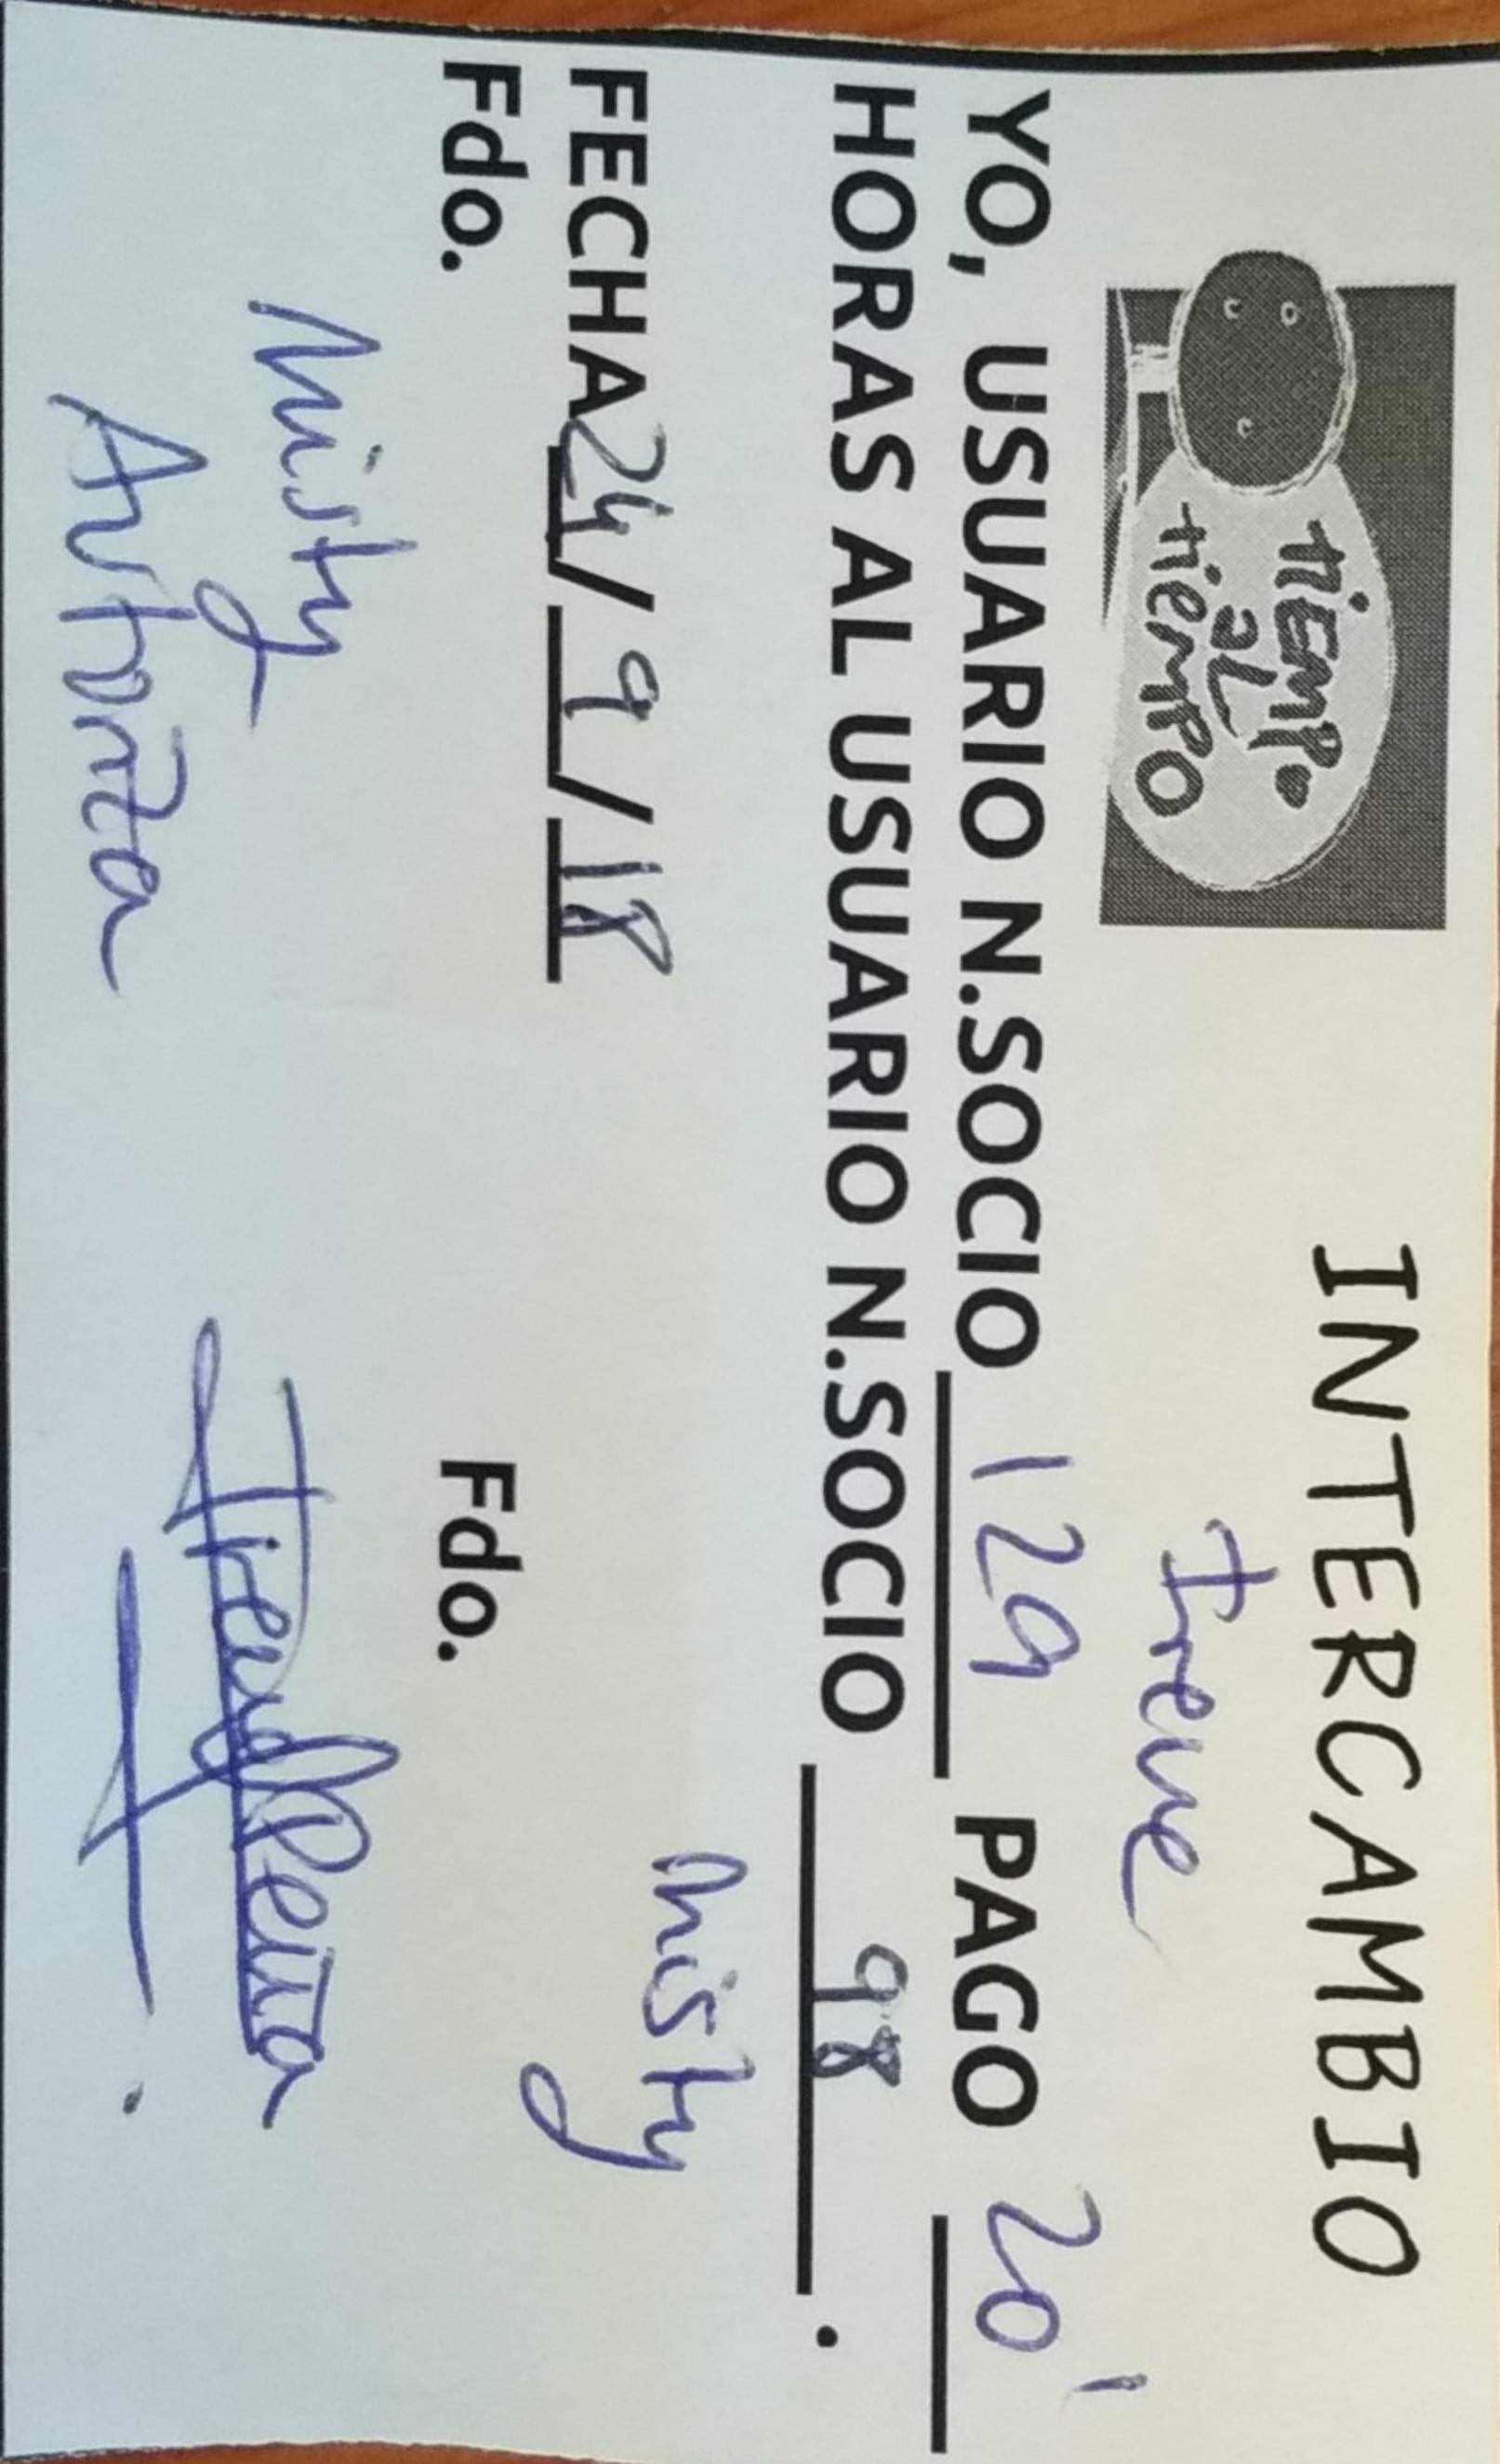 tiEMPo
aL
tiEMPO
INTERCAMBIO
Irene
YO, USUARIO N.SOCIO 129 PAGO 20'
HORAS AL USUARIO N.SOCIO 98 .
Misty
FECHA 24/9/18
Fdo.
Fdo.
Misty
Autoriza
Irene Peña